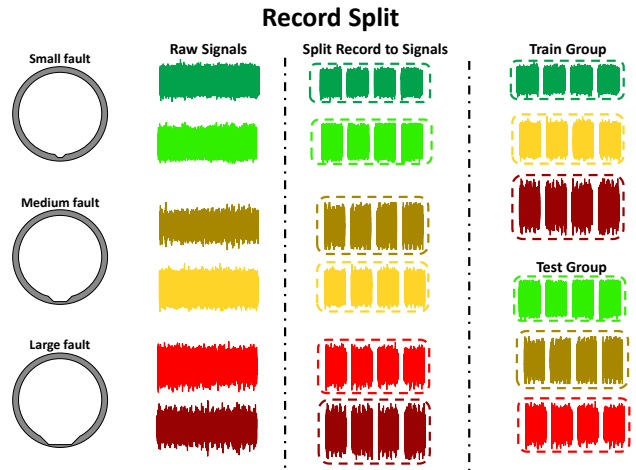 Record Split
Raw Signals
Split Record to Signals
Train Group
Small fault
Medium fault
Test Group
Large fault